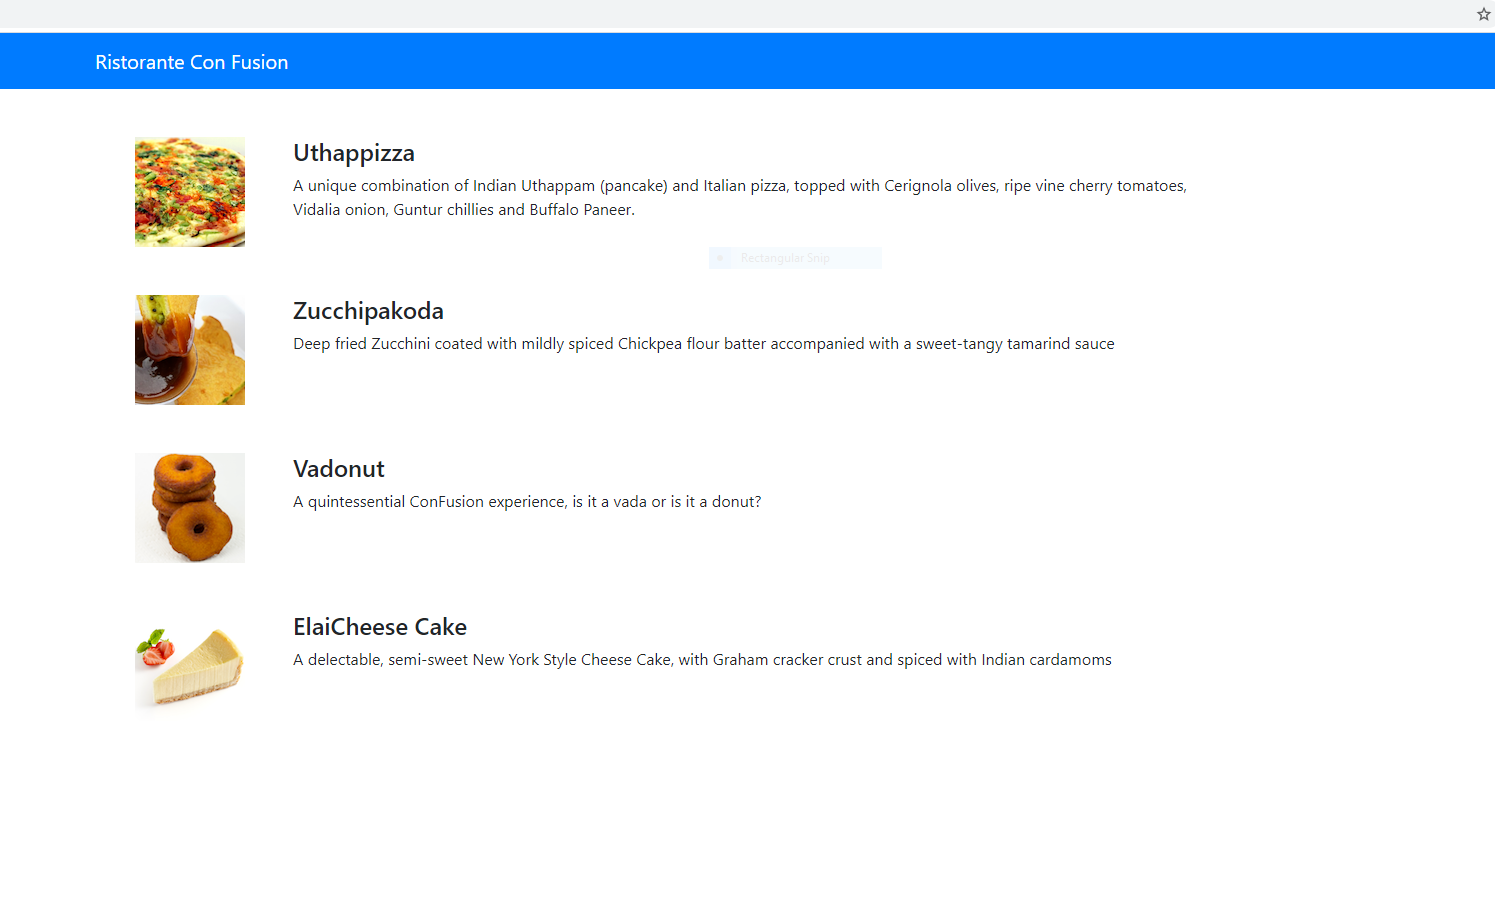 Ristorante Con Fusion
Uthappizza
A unique combination of Indian Uthappam (pancake) and Italian pizza, topped with Cerignola olives, ripe vine cherry tomatoes,
Vidalia onion, Guntur chillies and Buffalo Paneer.
Rectangular Snip
Zucchipakoda
Deep fried Zucchini coated with mildly spiced Chickpea flour batter accompanied with a sweet-tangy tamarind sauce
Vadonut
A quintessential ConFusion experience, is it a vada or is it a donut?
ElaiCheese Cake
A delectable, semi-sweet New York Style Cheese Cake, with Graham cracker crust and spiced with Indian cardamoms